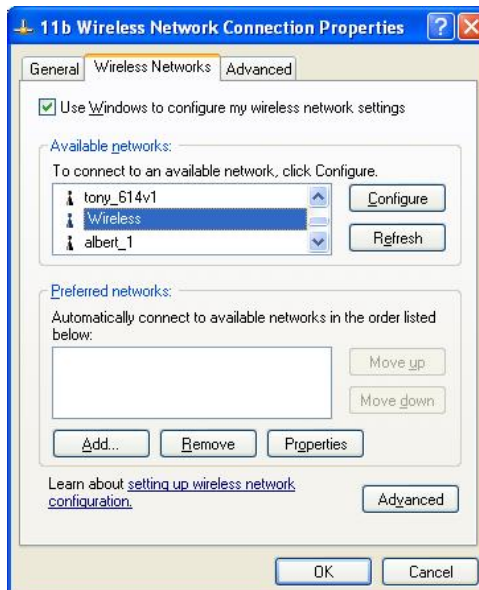 11b Wireless Network Connection Properties
General Wireless Networks Advanced
Use Windows to configure my wireless network settings
Available networks:
To connect to an available network, click Configure.
tony_614v1
Wireless
albert_1
Configure
Refresh
Preferred networks:
Automatically connect to available networks in the order listed
below:
Move up
Move down
Add... Remove Properties
Learn about setting up wireless network
configuration.
Advanced
OK Cancel